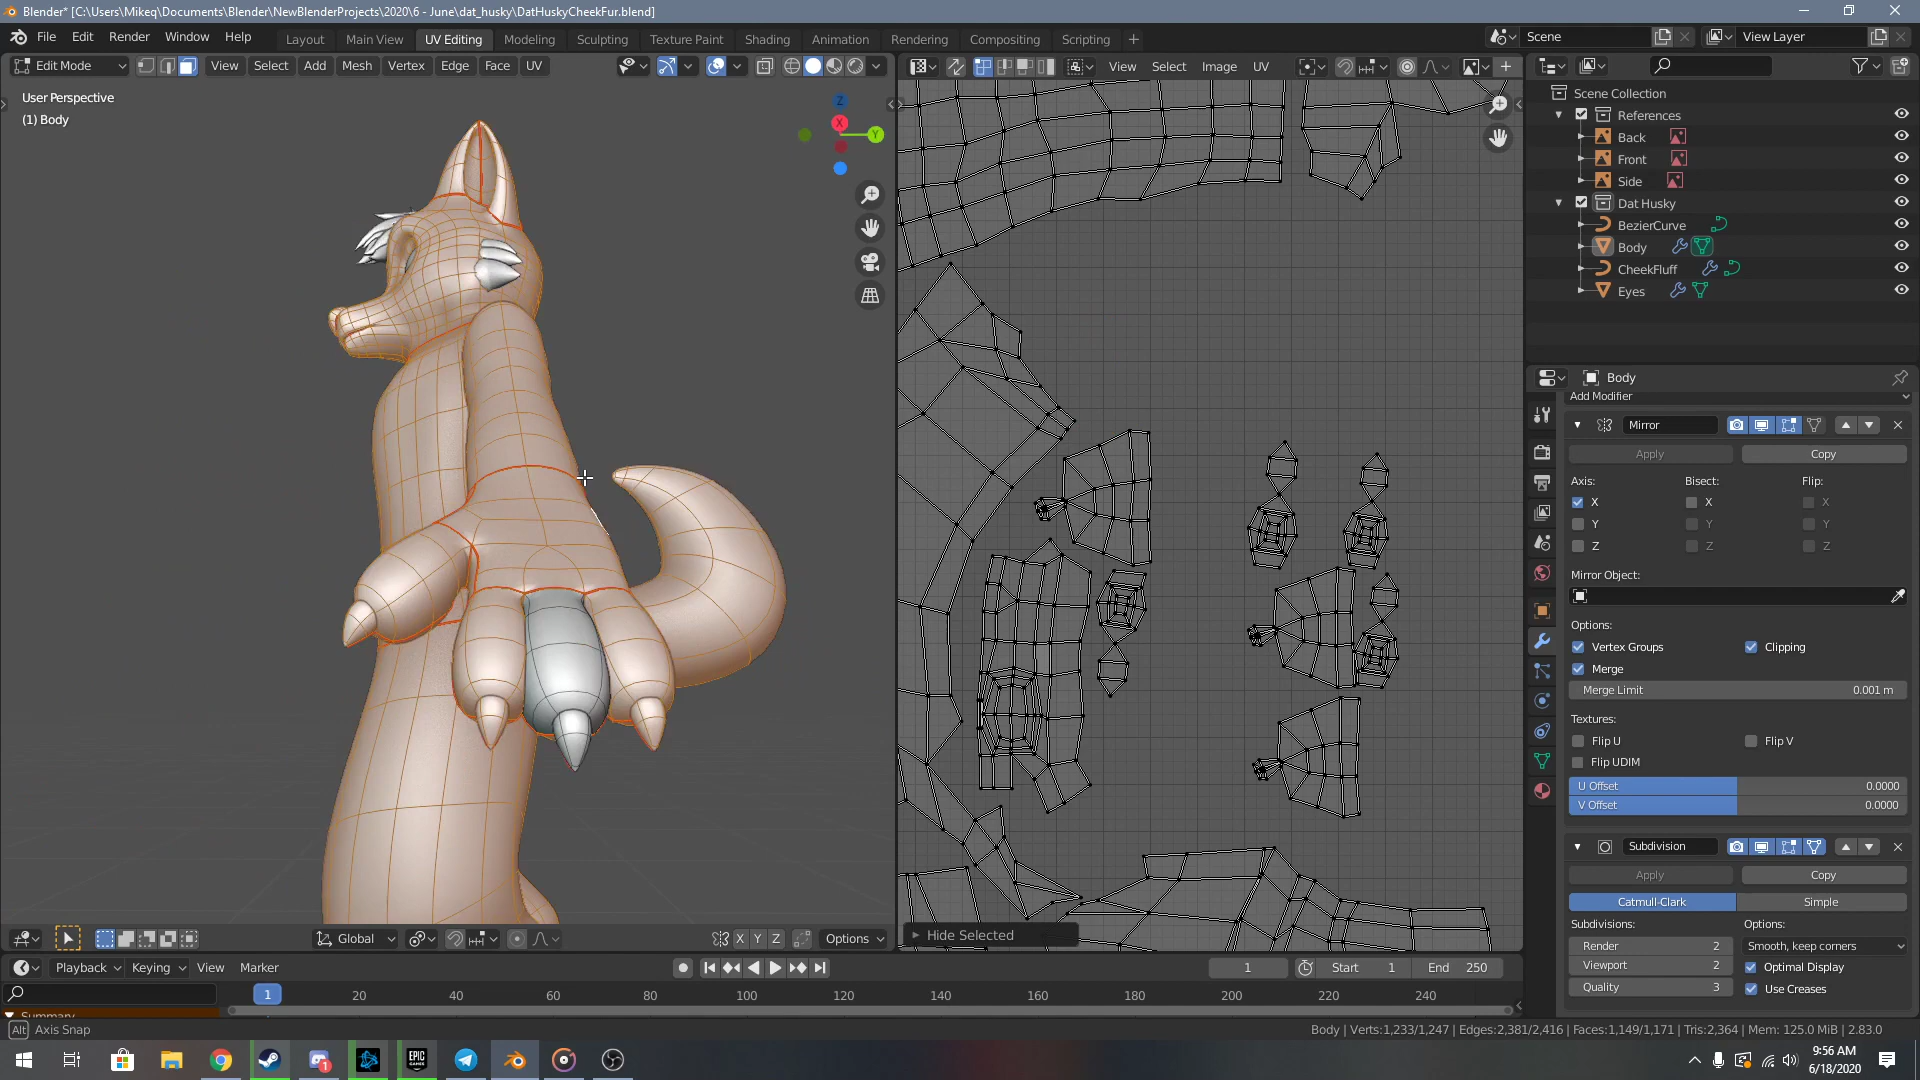 Blender* [C:\Users\Mikeq\Documents\Blender\NewBlenderProjects\2020\6 - June\dat_husky\DatHuskyCheekFur.blend]
File Edit Render Window Help Layout Main View UV Editing Modeling Sculpting Texture Paint Shading Animation Rendering Compositing Scripting + Scene View Layer
Edit Mode View Select Add Mesh Vertex Edge Face UV View Select Image UV
User Perspective
(1) Body
Z
X
Y
Scene Collection
References
Back
Front
Side
Dat Husky
BezierCurve
Body
CheekFluff
Eyes
Body
Add Modifier
Mirror
Apply Copy
Axis: Bisect: Flip:
X X X
Y Y Y
Z Z Z
Mirror Object:
Options:
Vertex Groups Clipping
Merge
Merge Limit 0.001 m
Textures:
Flip U Flip V
Flip UDIM
U Offset 0.0000
V Offset 0.0000
Subdivision
Apply Copy
Catmull-Clark Simple
Subdivisions: Options:
Render 2 Smooth, keep corners
Viewport 2 Optimal Display
Quality 3 Use Creases
Hide Selected
Global X Y Z Options
Playback Keying View Marker 1 Start 1 End 250
1 20 40 60 80 100 120 140 160 180 200 220 240
Summary
Alt Axis Snap Body | Verts:1,233/1,247 | Edges:2,381/2,416 | Faces:1,149/1,171 | Tris:2,364 | Mem: 125.0 MiB | 2.83.0
1
EPIC
GAMES
9:56 AM
6/18/2020